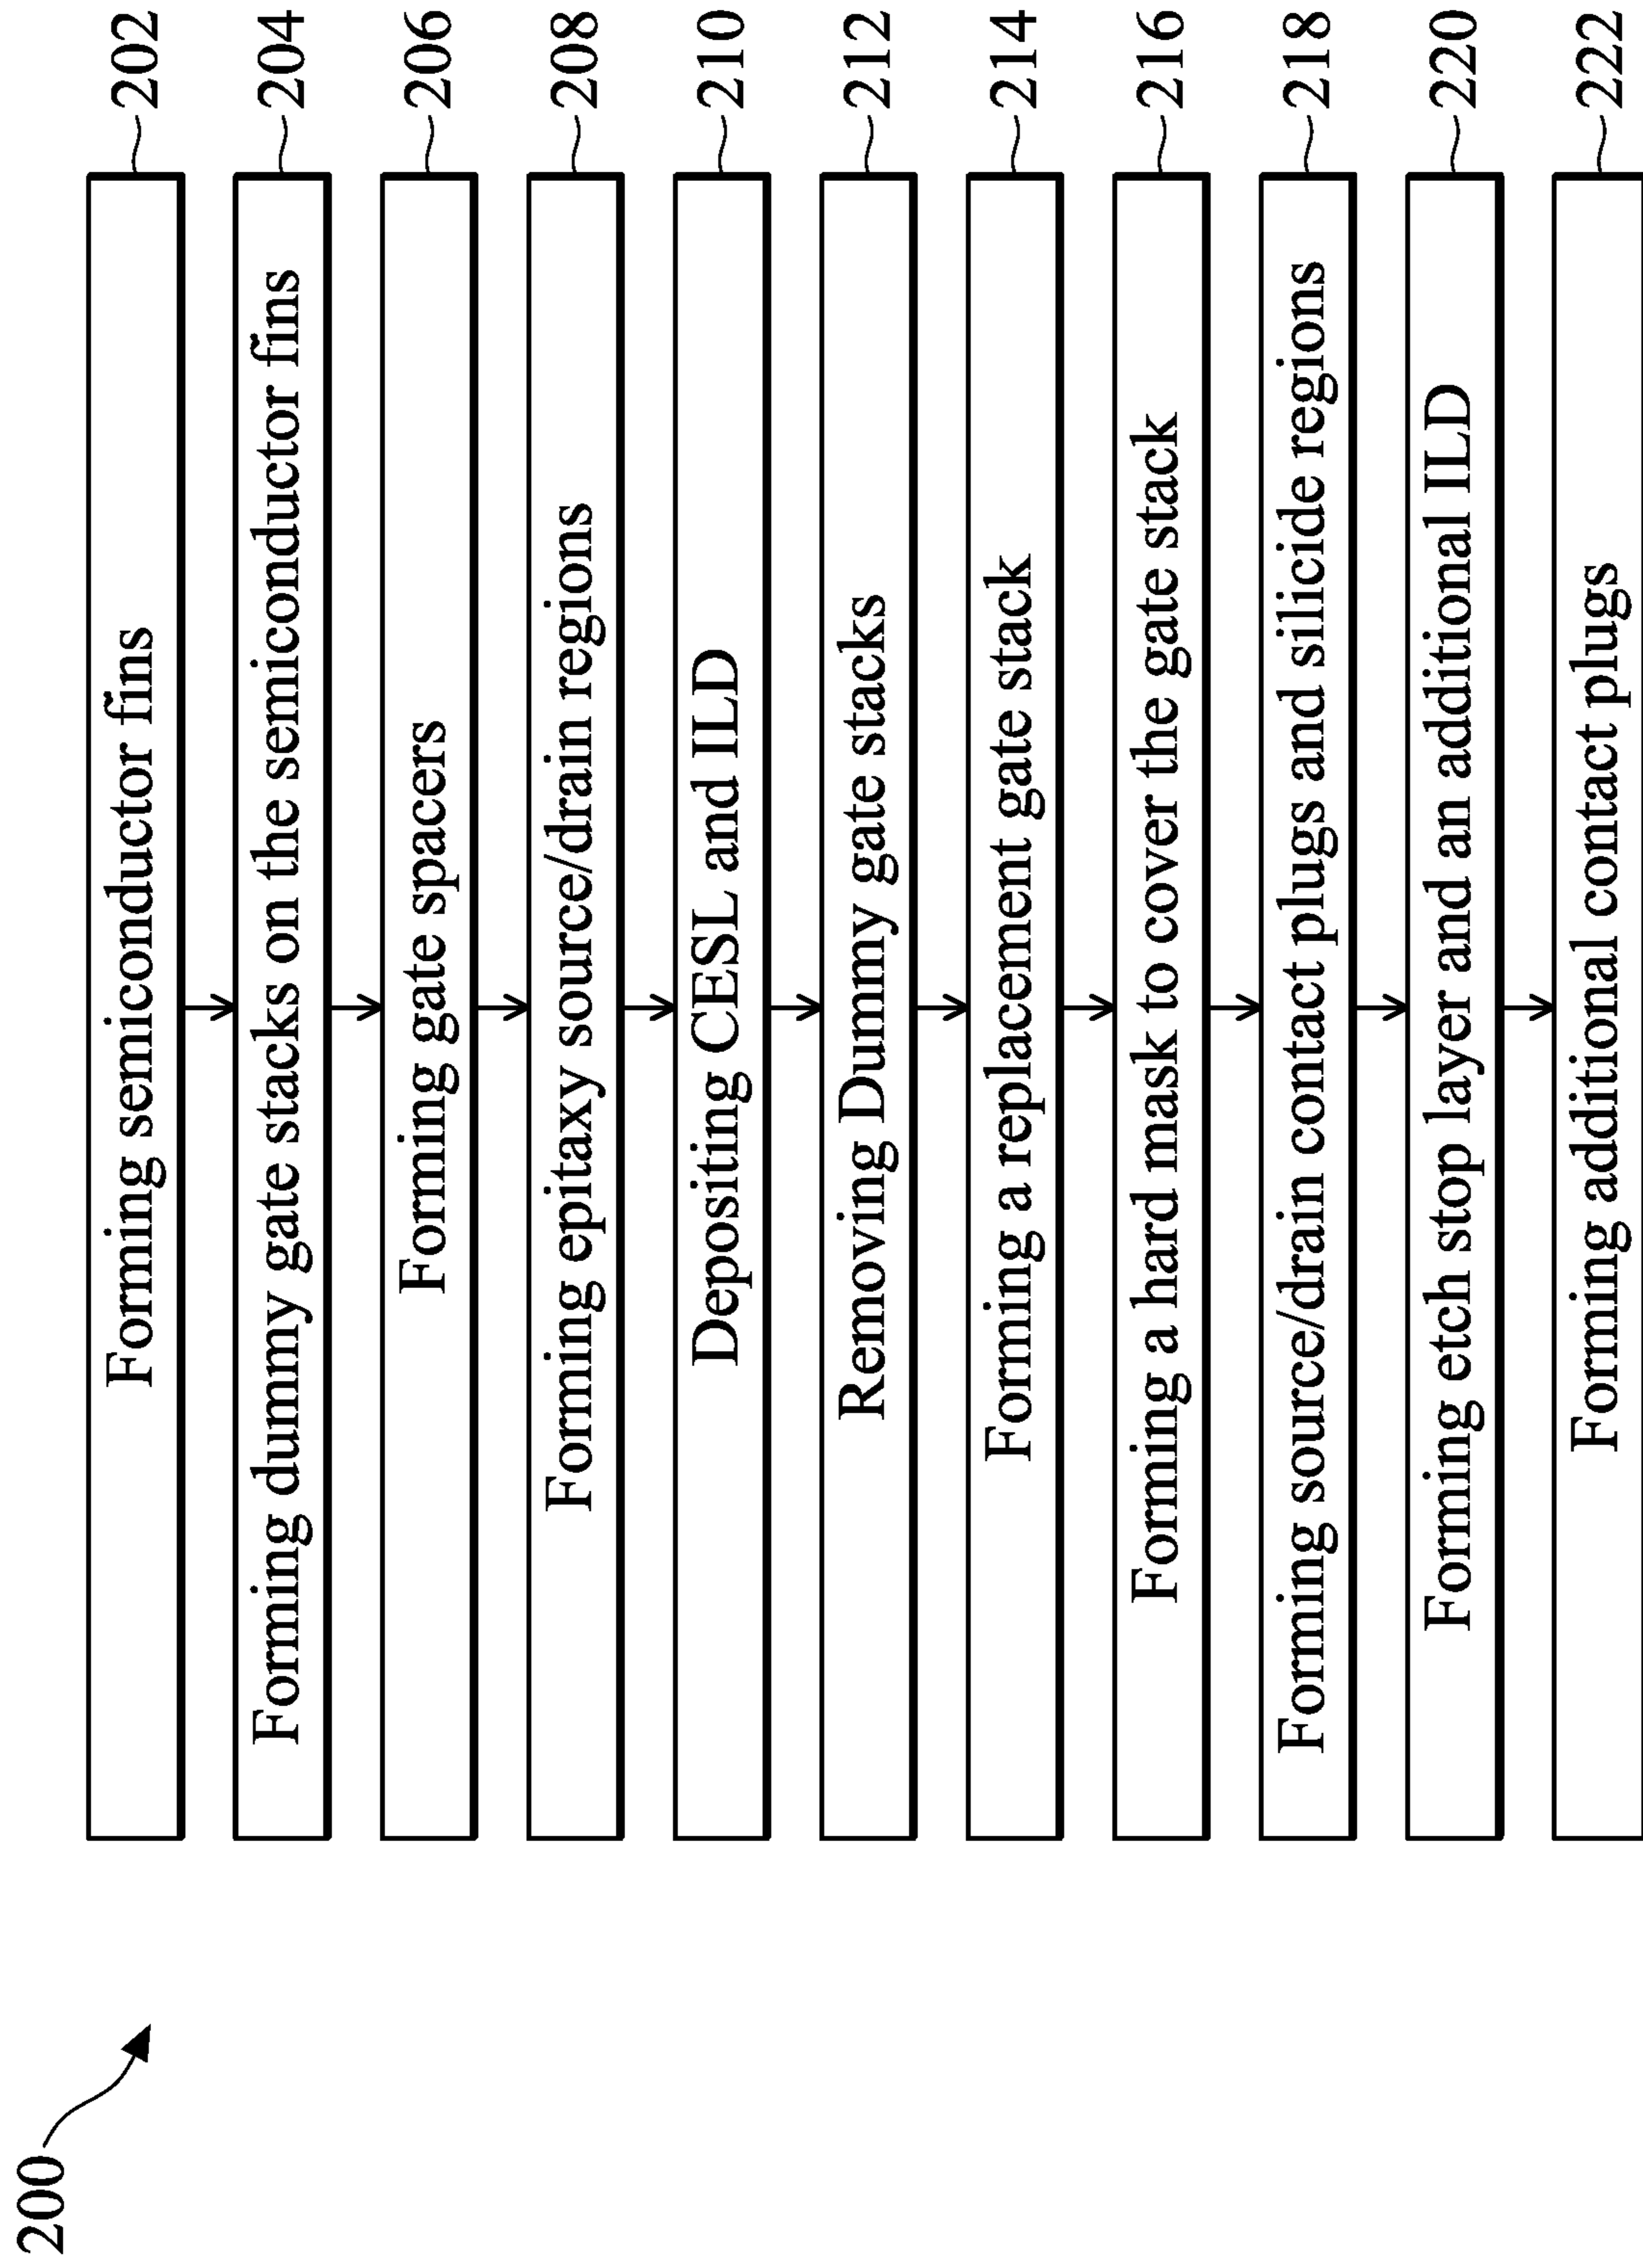 200
Forming semiconductor fins 202
Forming dummy gate stacks on the semiconductor fins 204
Forming gate spacers 206
Forming epitaxy source/drain regions 208
Depositing CESL and ILD 210
Removing Dummy gate stacks 212
Forming a replacement gate stack 214
Forming a hard mask to cover the gate stack 216
Forming source/drain contact plugs and silicide regions 218
Forming etch stop layer and an additional ILD 220
Forming additional contact plugs 222